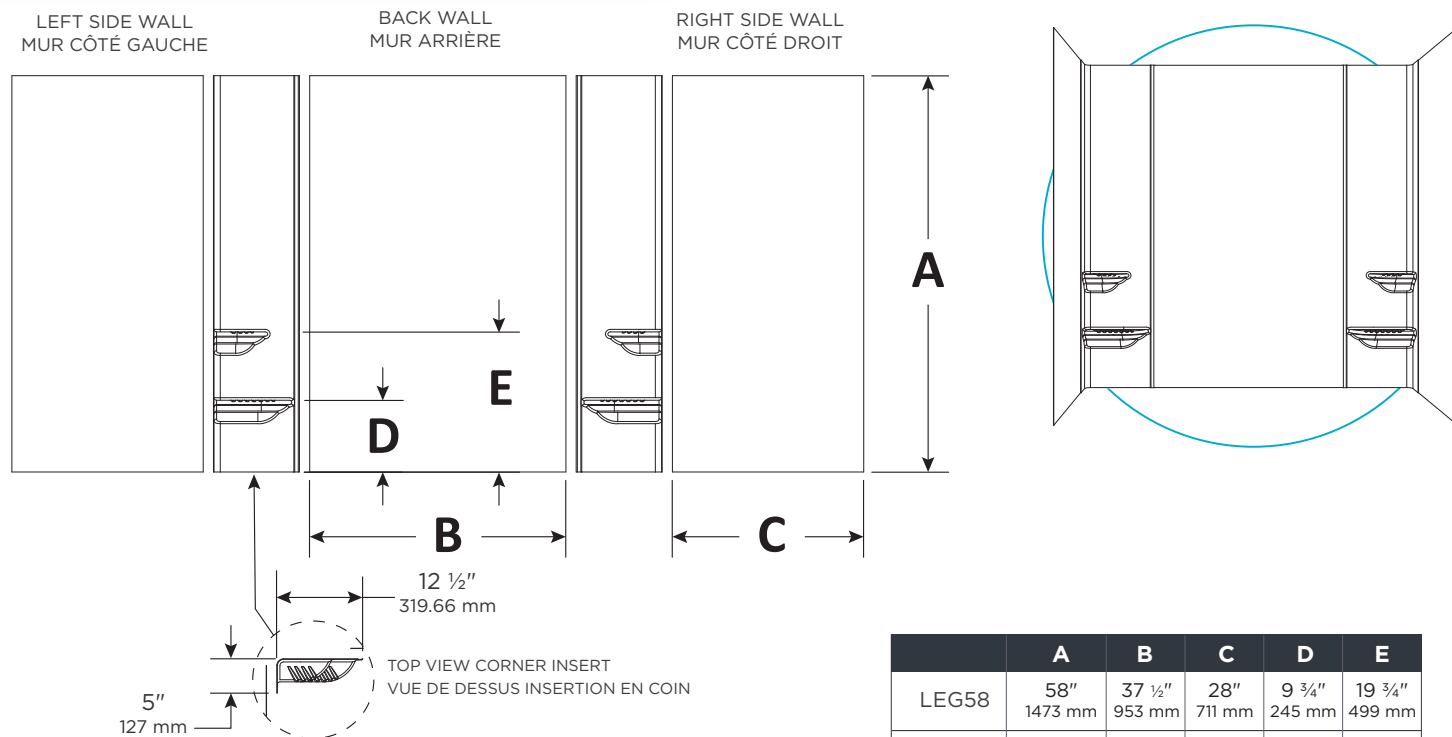 LEFT SIDE WALL
MUR CÔTÉ GAUCHE
BACK WALL
MUR ARRIÈRE
RIGHT SIDE WALL
MUR CÔTÉ DROIT
A
E
D
B
C
12 ½"
319.66 mm
TOP VIEW CORNER INSERT
VUE DE DESSUS INSERTION EN COIN
5"
127 mm
A B C D E
LEG58 58" 37 ½" 28" 9 ¾" 19 ¾"
1473 mm 953 mm 711 mm 245 mm 499 mm